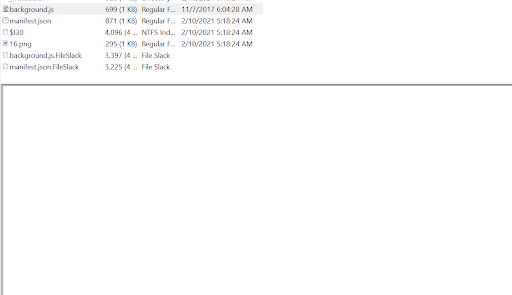 background.js 699 (1 KB) Regular F... 11/7/2017 6:04:28 AM
manifest.json 871 (1 KB) Regular F... 2/10/2021 5:18:24 AM
$I30 4,096 (4 ... NTFS Ind... 2/10/2021 5:18:24 AM
16.png 295 (1 KB) Regular F... 2/10/2021 5:18:24 AM
background.js.FileSlack 3,397 (4 ... File Slack
manifest.json.FileSlack 3,225 (4 ... File Slack